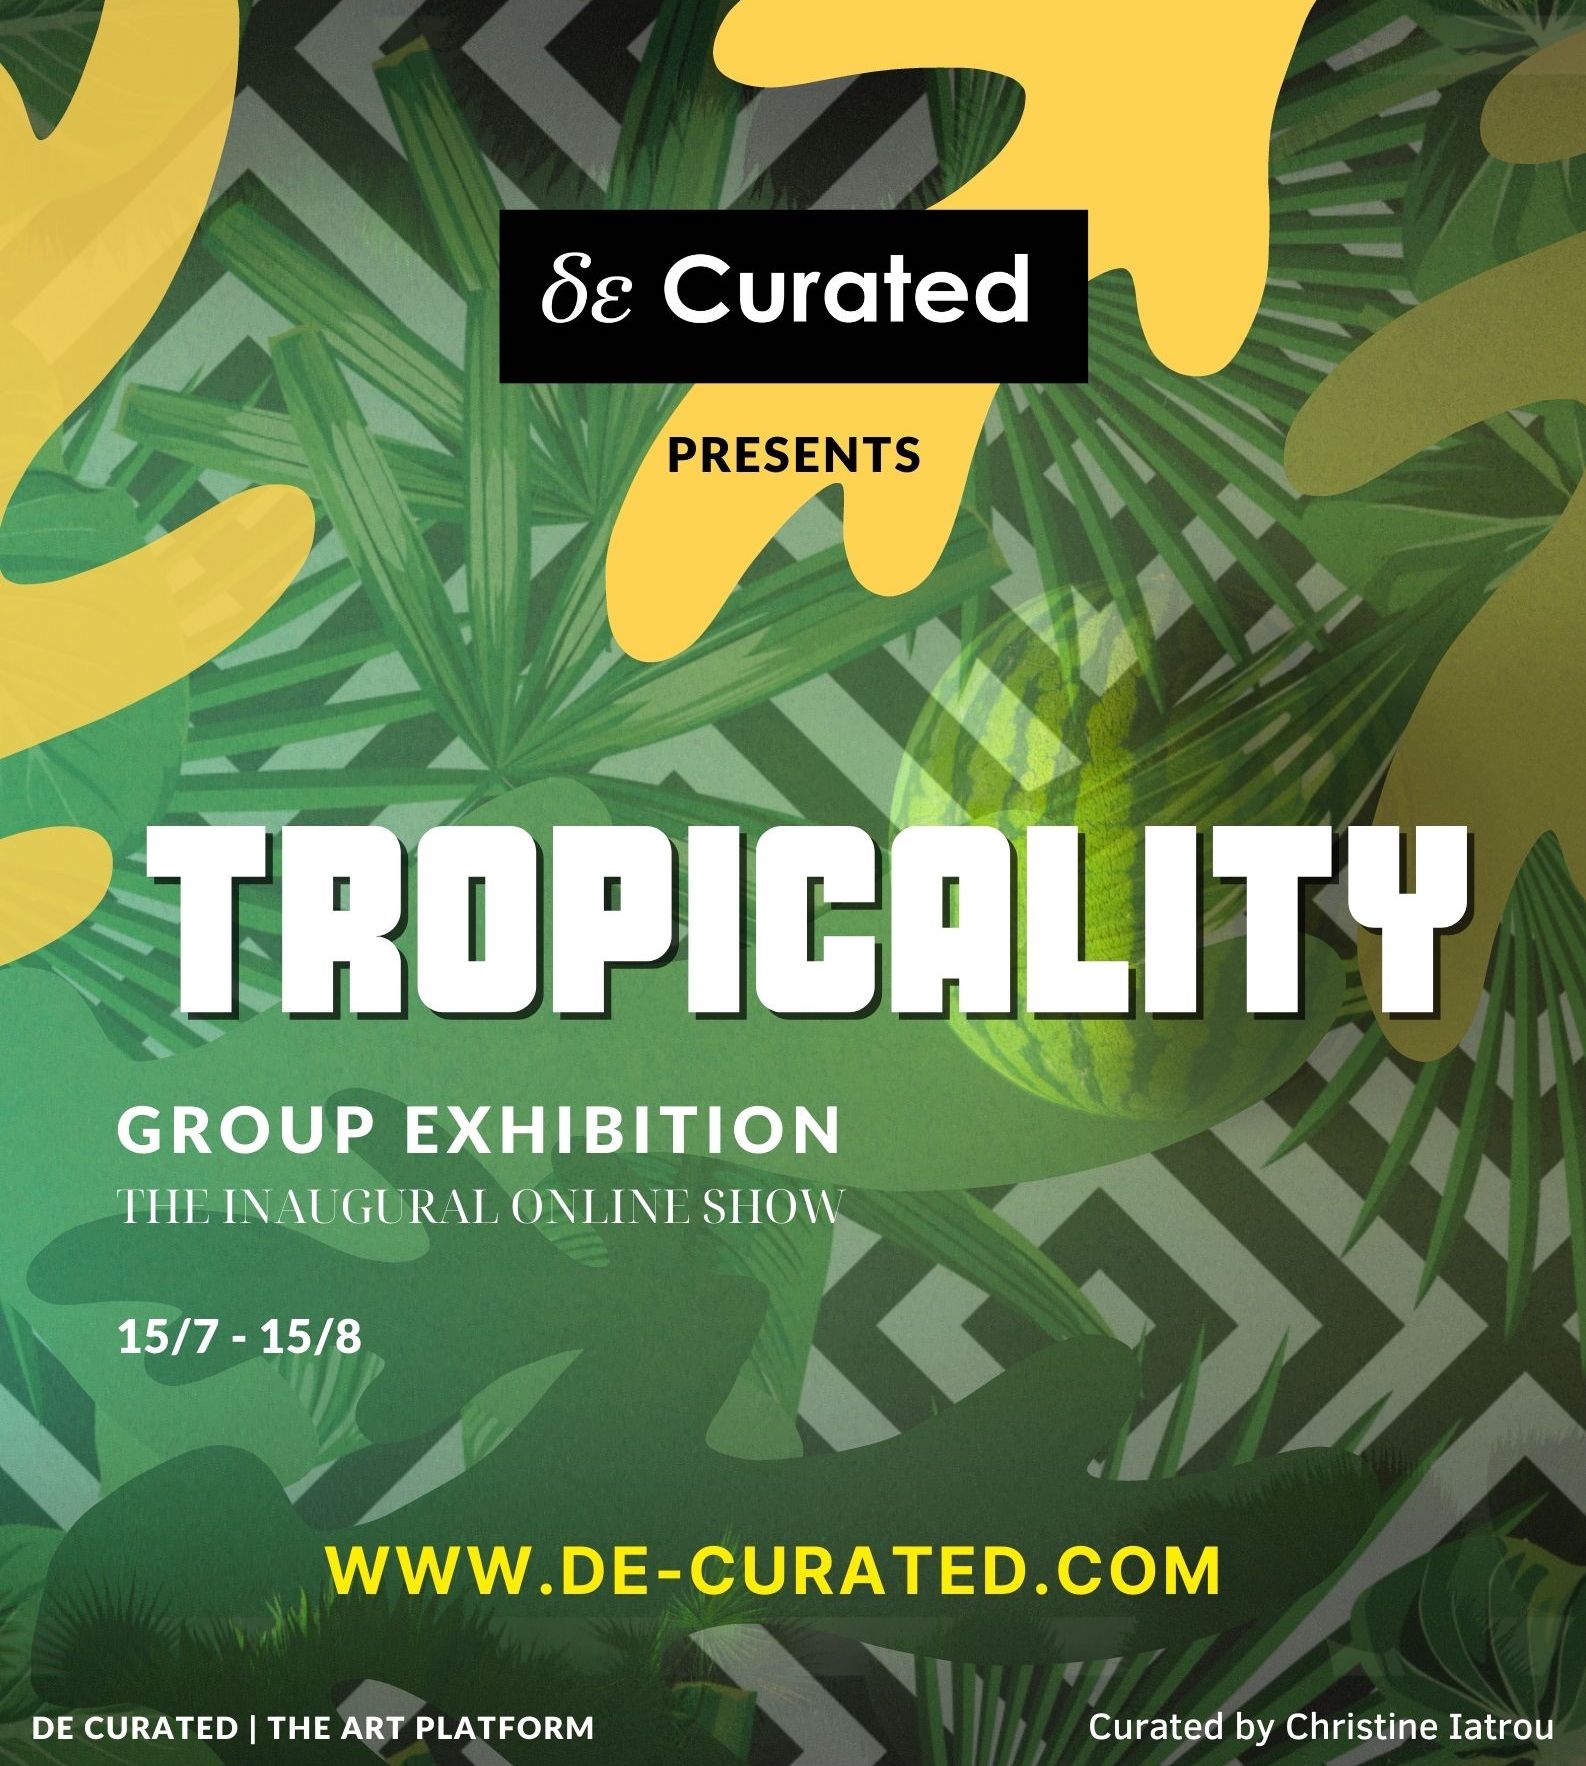 δε Curated
PRESENTS
TROPICALITY
GROUP EXHIBITION
THE INAUGURAL ONLINE SHOW
15/7 - 15/8
WWW.DE-CURATED.COM
DE CURATED | THE ART PLATFORM
Curated by Christine Iatrou